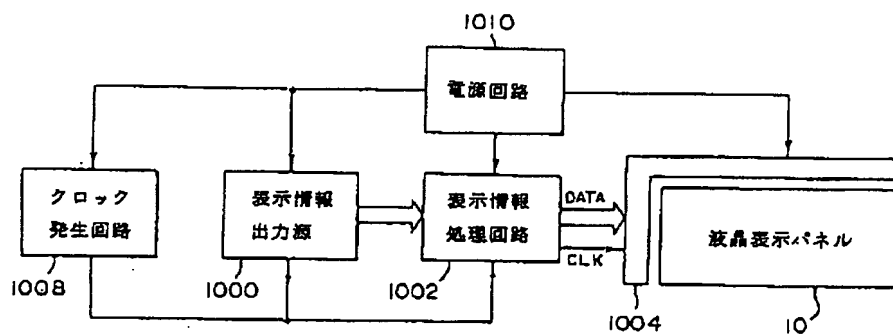 1010
電源回路
クロック
発生回路
1008
表示情報
出力源
1000
表示情報
処理回路
1002
DATA
CLK
1004
液晶表示パネル
10